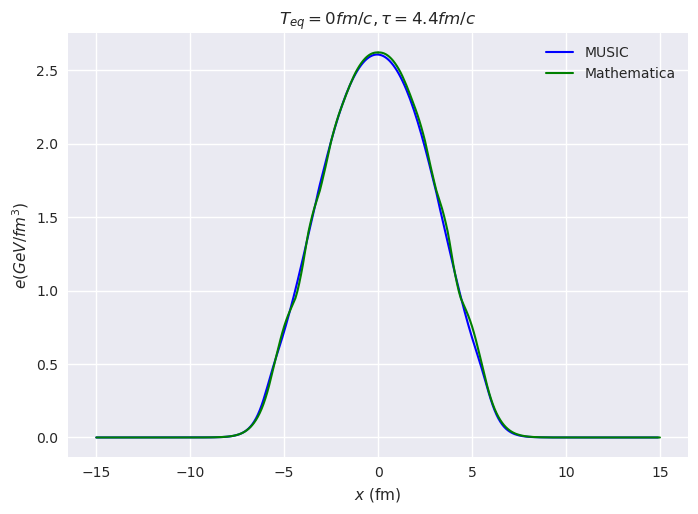 T_{eq} = 0fm/c, τ = 4.4fm/c
MUSIC
Mathematica
e(GeV/fm^3)
2.5
2.0
1.5
1.0
0.5
0.0
−15
−10
−5
0
5
10
15
x (fm)